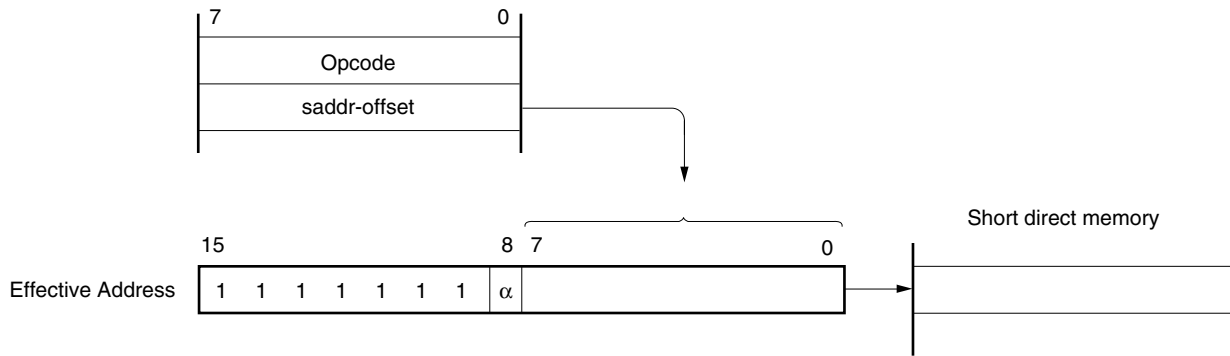 7 0
Opcode
saddr-offset
Short direct memory
15 8 7 0
Effective Address 1 1 1 1 1 1 1 α